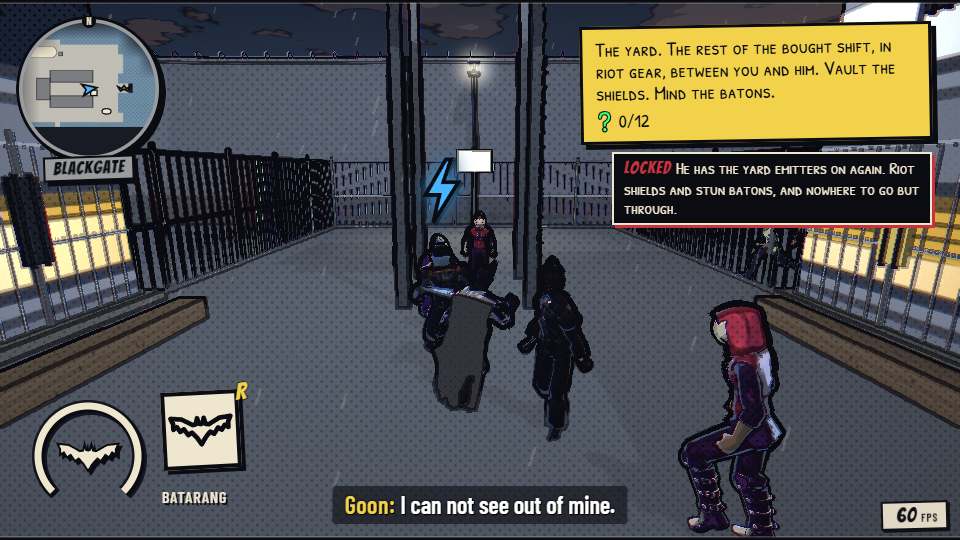 N
BLACKGATE
THE YARD. THE REST OF THE BOUGHT SHIFT, IN
RIOT GEAR, BETWEEN YOU AND HIM. VAULT THE
SHIELDS. MIND THE BATONS.
? 0/12
LOCKED HE HAS THE YARD EMITTERS ON AGAIN. RIOT
SHIELDS AND STUN BATONS, AND NOWHERE TO GO BUT
THROUGH.
R
BATARANG
Goon: I can not see out of mine.
60 FPS